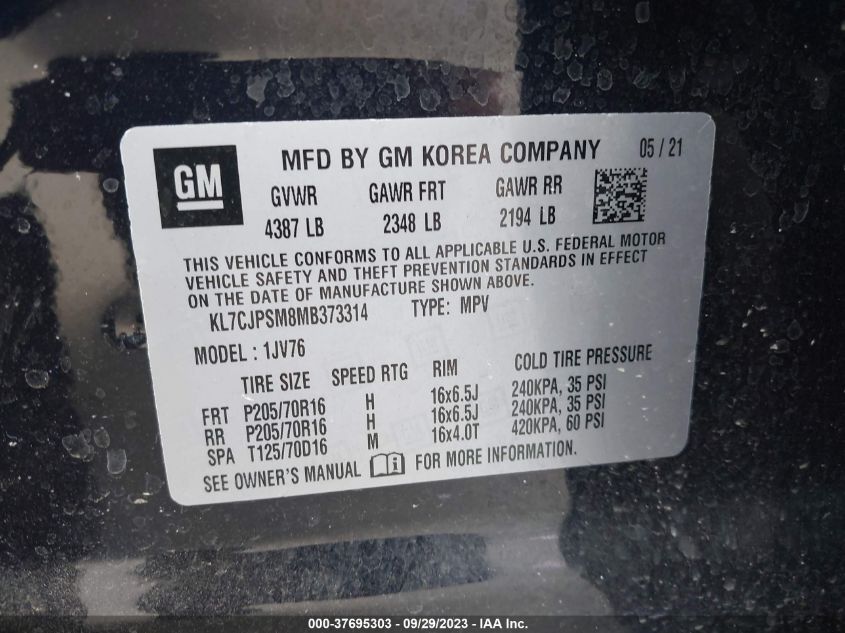 GM
MFD BY GM KOREA COMPANY 05 / 21
GVWR GAWR FRT GAWR RR
4387 LB 2348 LB 2194 LB
THIS VEHICLE CONFORMS TO ALL APPLICABLE U.S. FEDERAL MOTOR
VEHICLE SAFETY AND THEFT PREVENTION STANDARDS IN EFFECT
ON THE DATE OF MANUFACTURE SHOWN ABOVE.
KL7CJPSM8MB373314 TYPE: MPV
MODEL : 1JV76
TIRE SIZE SPEED RTG RIM COLD TIRE PRESSURE
FRT P205/70R16 H 16x6.5J 240KPA, 35 PSI
RR P205/70R16 H 16x6.5J 240KPA, 35 PSI
SPA T125/70D16 M 16x4.0T 420KPA, 60 PSI
SEE OWNER'S MANUAL FOR MORE INFORMATION.
000-37695303 - 09/29/2023 - IAA Inc.